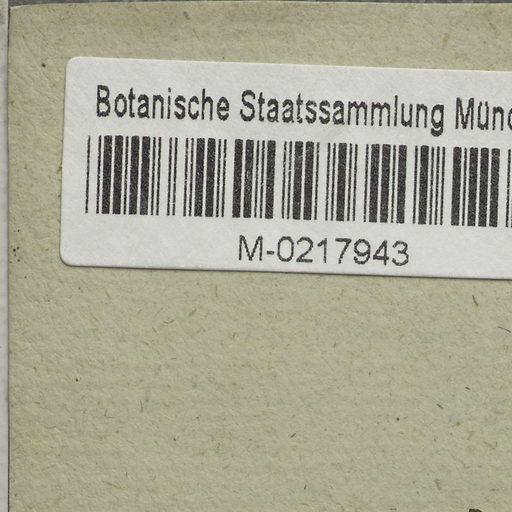 Botanische Staatssammlung Münc
M-0217943